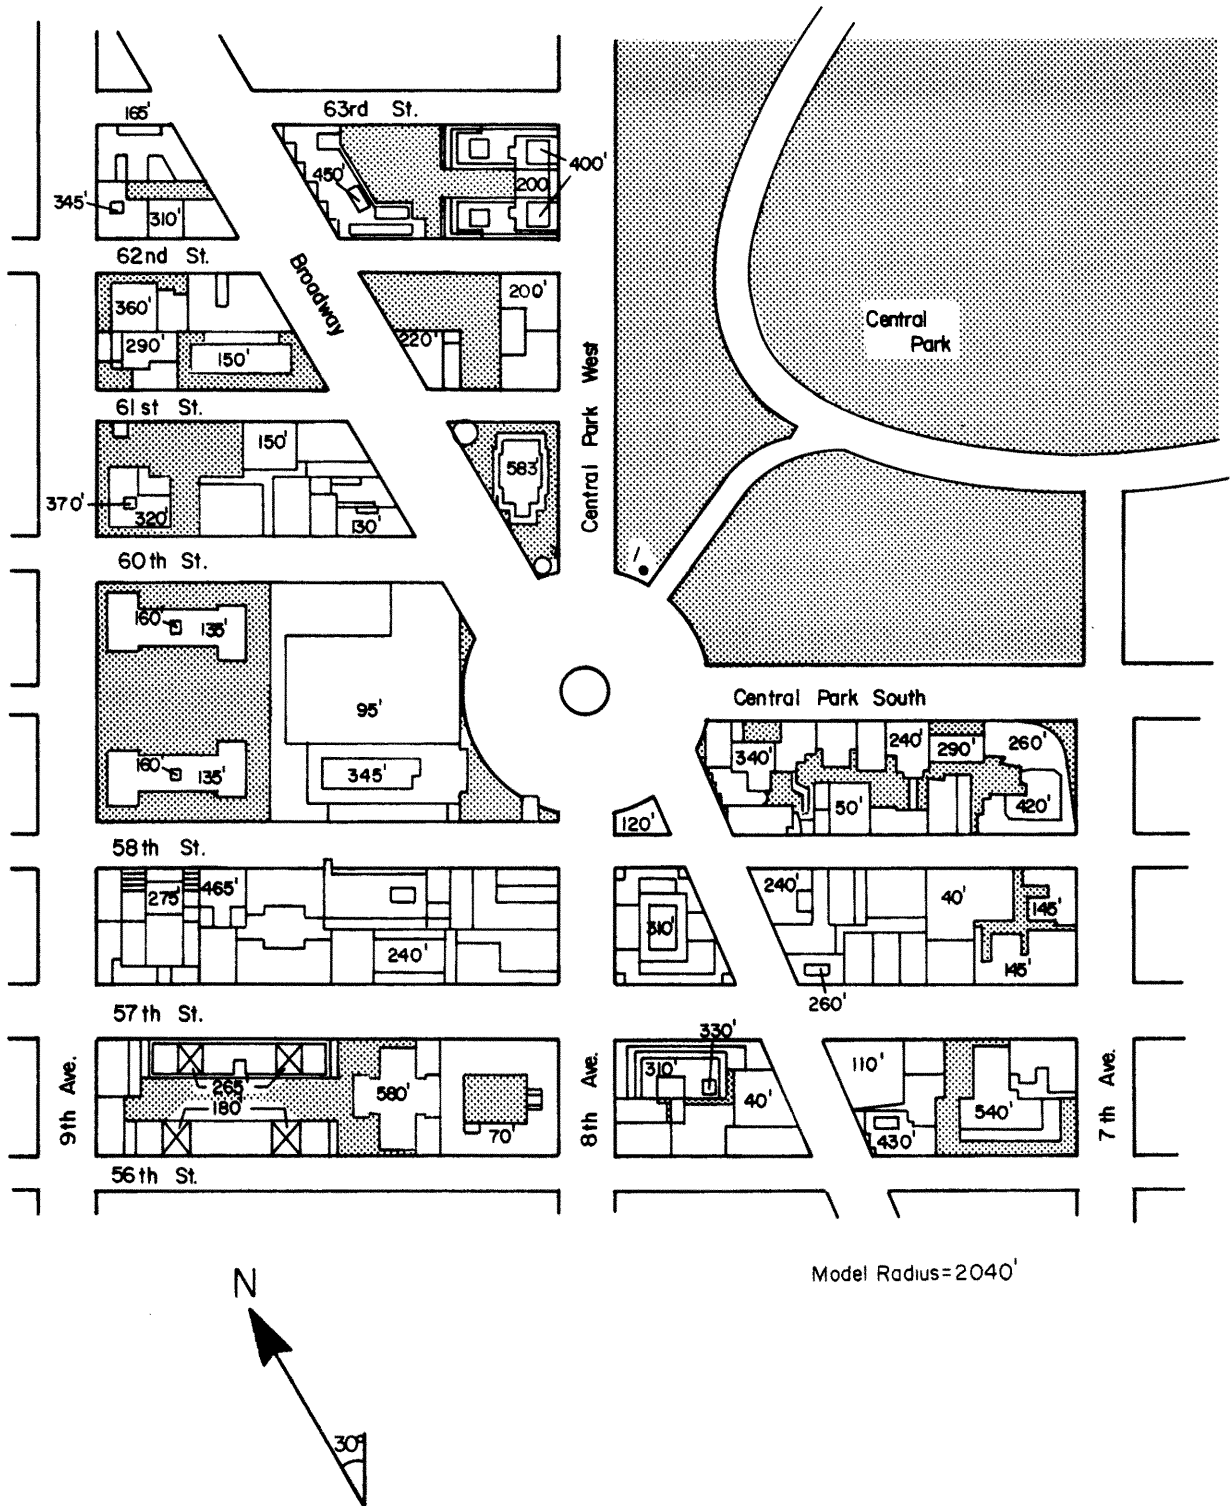 63rd St.
165'
450'
400'
200
345'
310'
62nd St.
Broadway
360'
290'
150'
220'
200'
Central Park West
Central
Park
61st St.
150'
583'
370'
320'
130'
60th St.
1
160'
135'
95'
160'
135'
345'
Central Park South
340'
240'
290'
260'
50'
420'
120'
58th St.
275'
465'
240'
310'
240'
40'
145'
145'
260'
57th St.
9th Ave.
265'
180'
580'
70'
8th Ave.
330'
310'
40'
110'
430'
540'
7th Ave.
56th St.
Model Radius=2040'
N
30°